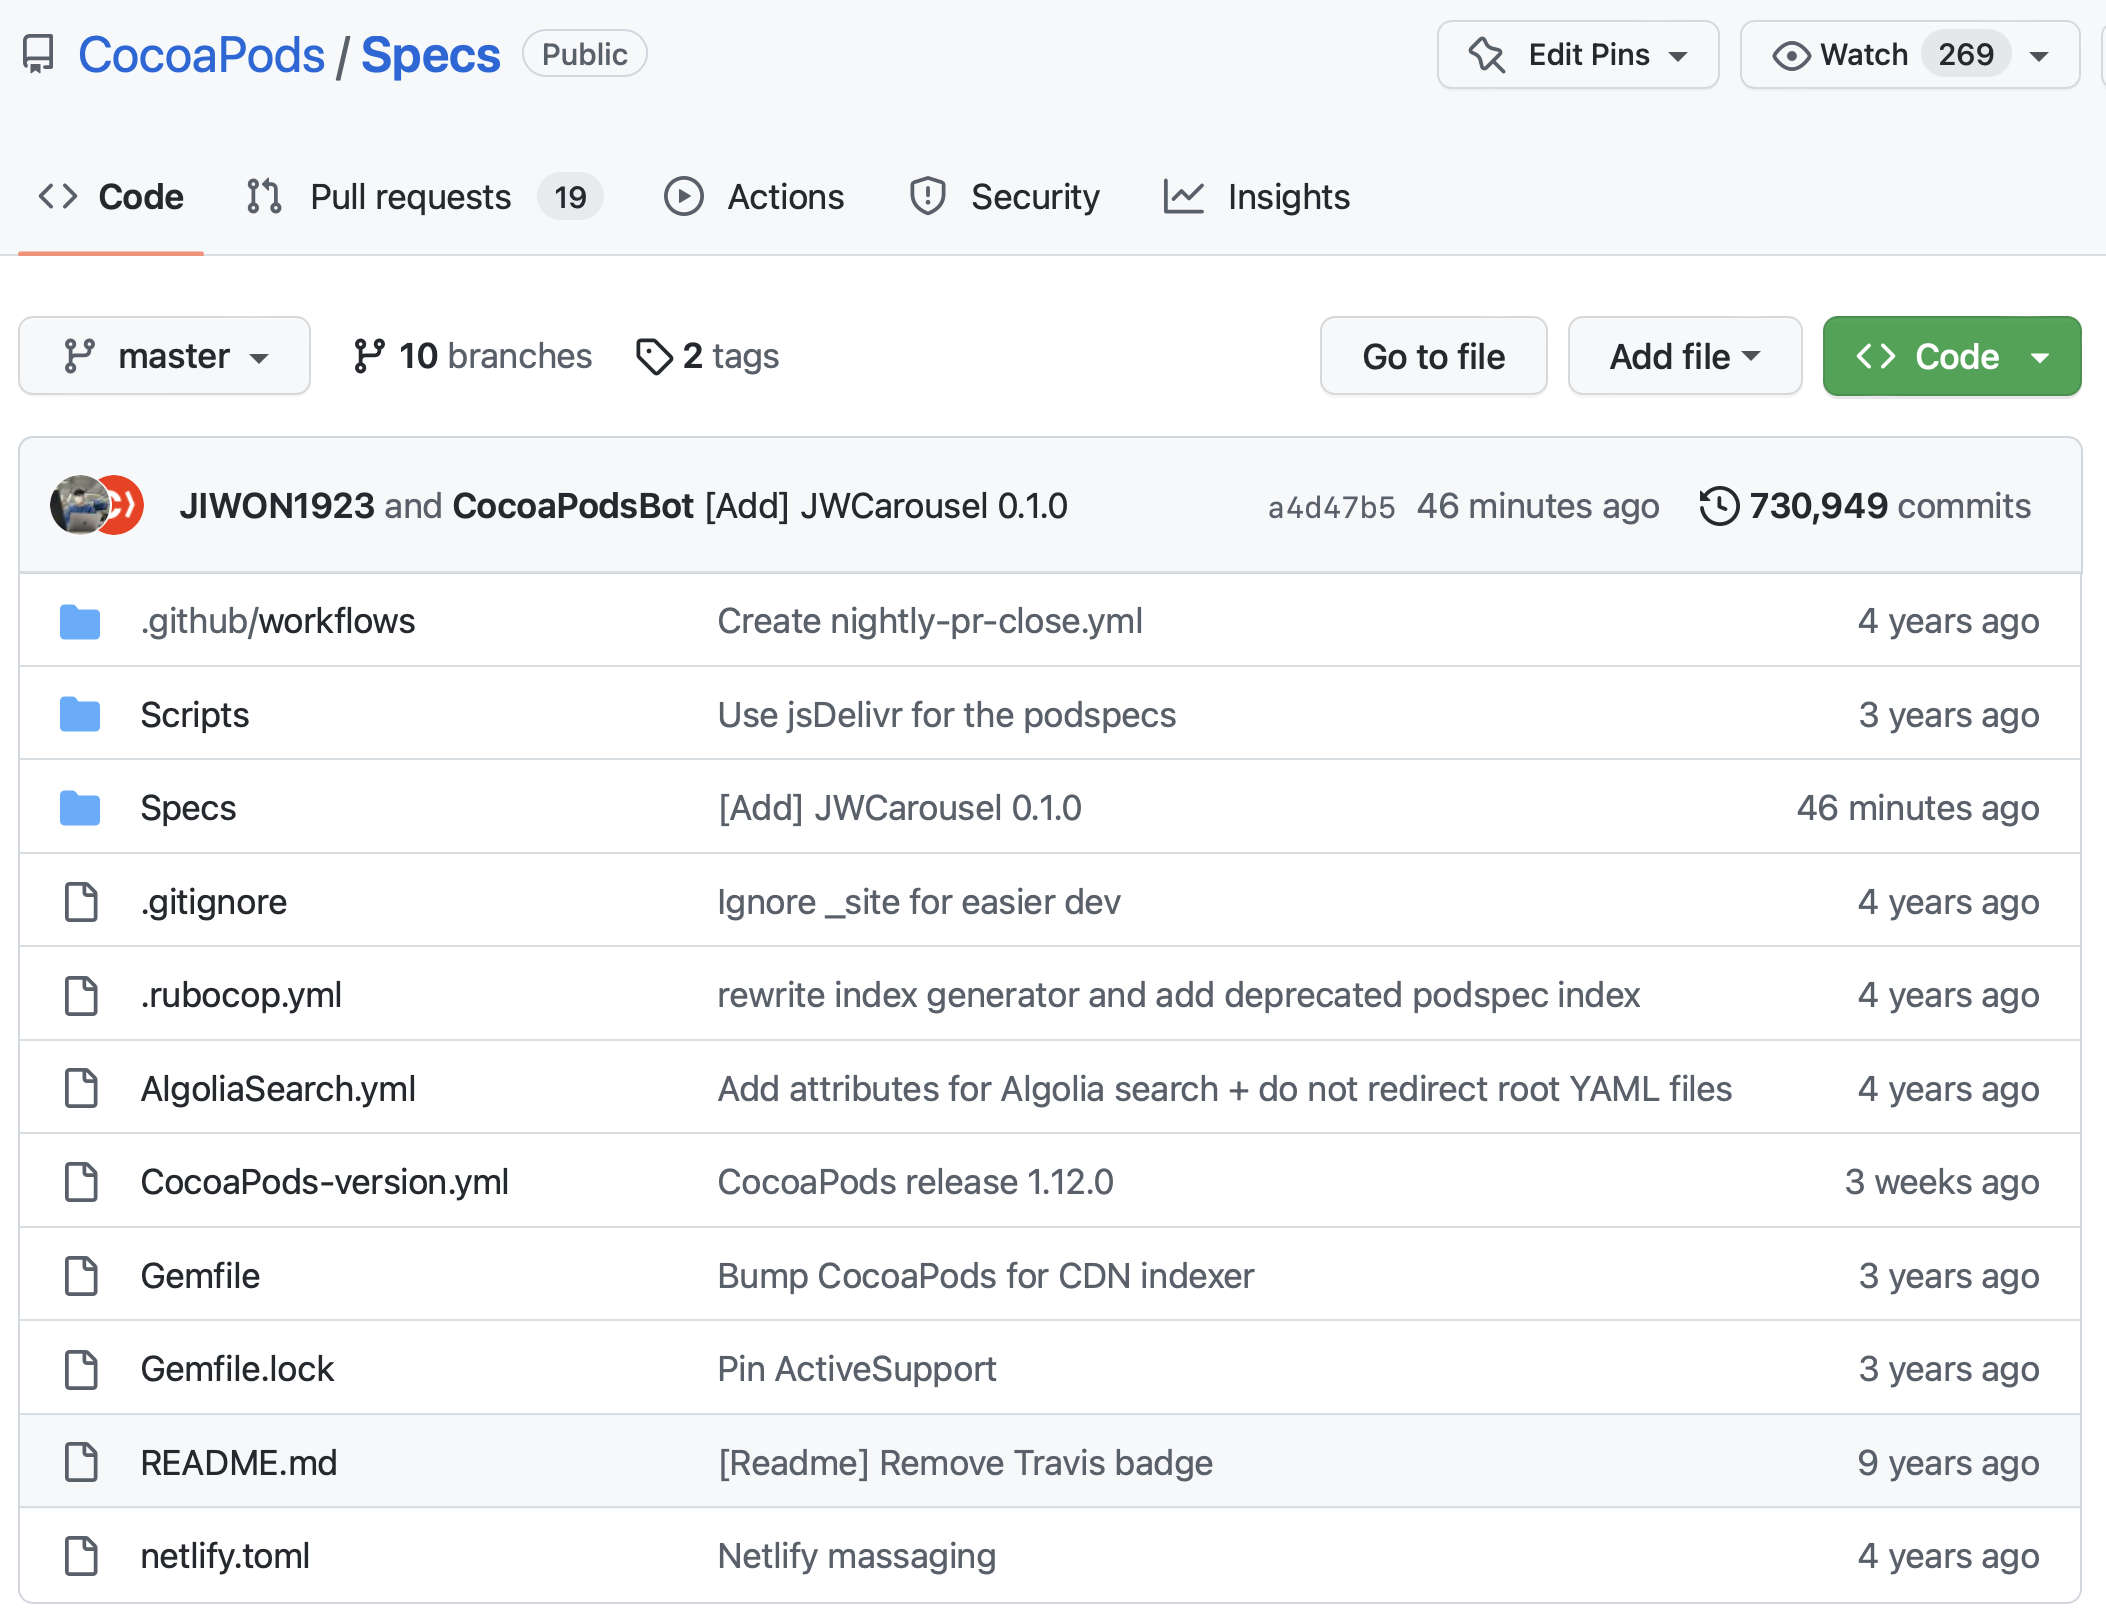 CocoaPods / Specs Public Edit Pins Watch 269
Code Pull requests 19 Actions Security Insights
master 10 branches 2 tags Go to file Add file Code
JIWON1923 and CocoaPodsBot [Add] JWCarousel 0.1.0 a4d47b5 46 minutes ago 730,949 commits
.github/workflows Create nightly-pr-close.yml 4 years ago
Scripts Use jsDelivr for the podspecs 3 years ago
Specs [Add] JWCarousel 0.1.0 46 minutes ago
.gitignore Ignore _site for easier dev 4 years ago
.rubocop.yml rewrite index generator and add deprecated podspec index 4 years ago
AlgoliaSearch.yml Add attributes for Algolia search + do not redirect root YAML files 4 years ago
CocoaPods-version.yml CocoaPods release 1.12.0 3 weeks ago
Gemfile Bump CocoaPods for CDN indexer 3 years ago
Gemfile.lock Pin ActiveSupport 3 years ago
README.md [Readme] Remove Travis badge 9 years ago
netlify.toml Netlify massaging 4 years ago